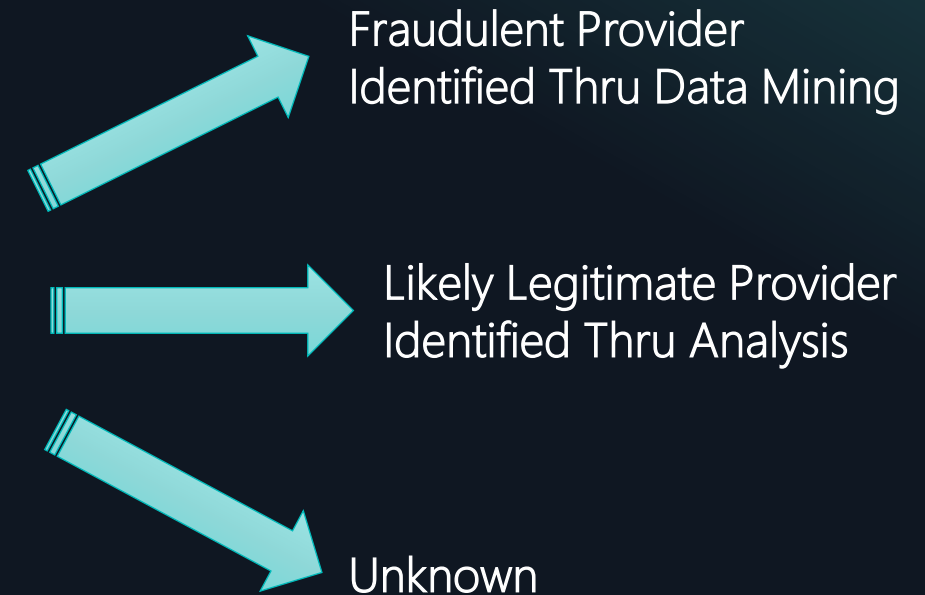 Fraudulent Provider
Identified Thru Data Mining
Likely Legitimate Provider
Identified Thru Analysis
Unknown